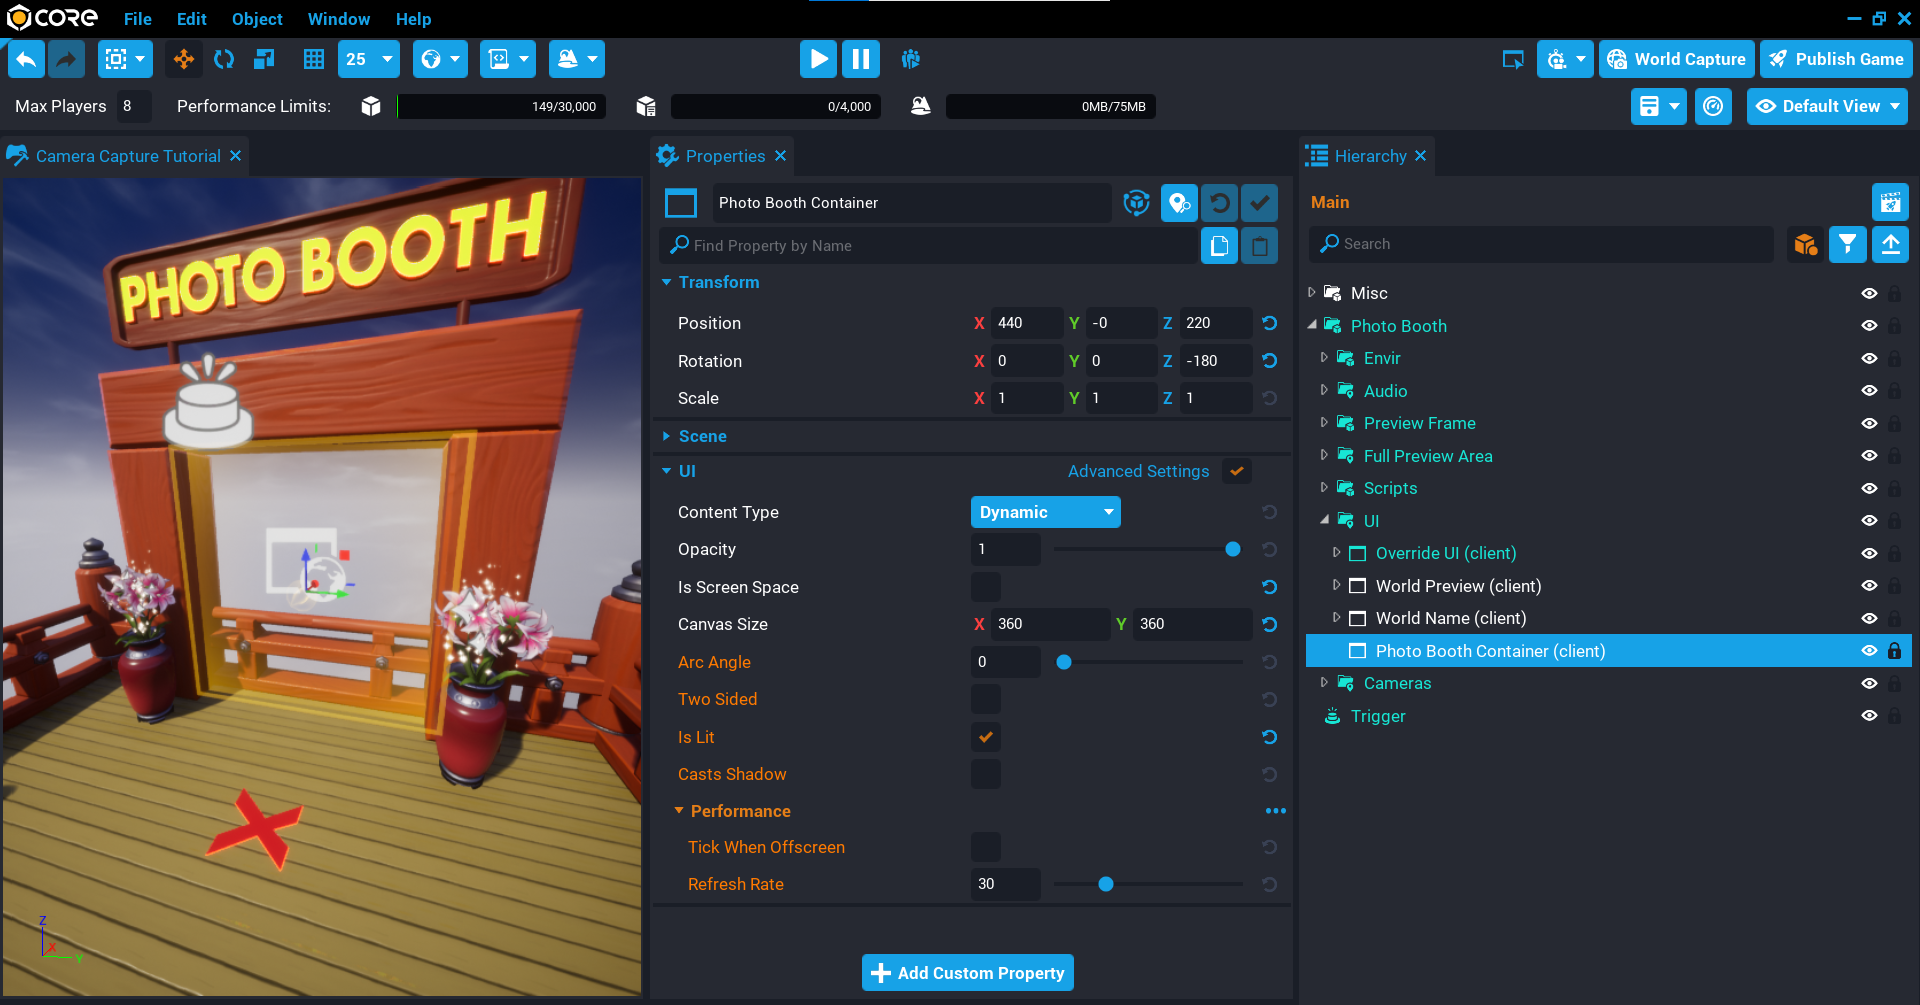 CORE File Edit Object Window Help
25 World Capture Publish Game
Max Players 8 Performance Limits: 149/30,000 0/4,000 0MB/75MB Default View
Camera Capture Tutorial
PHOTO BOOTH
Z
X
Y
Properties
Photo Booth Container
Find Property by Name
Transform
Position X 440 Y -0 Z 220
Rotation X 0 Y 0 Z -180
Scale X 1 Y 1 Z 1
Scene
UI Advanced Settings
Content Type Dynamic
Opacity 1
Is Screen Space
Canvas Size X 360 Y 360
Arc Angle 0
Two Sided
Is Lit
Casts Shadow
Performance
Tick When Offscreen
Refresh Rate 30
Add Custom Property
Hierarchy
Main
Search
Misc
Photo Booth
Envir
Audio
Preview Frame
Full Preview Area
Scripts
UI
Override UI (client)
World Preview (client)
World Name (client)
Photo Booth Container (client)
Cameras
Trigger